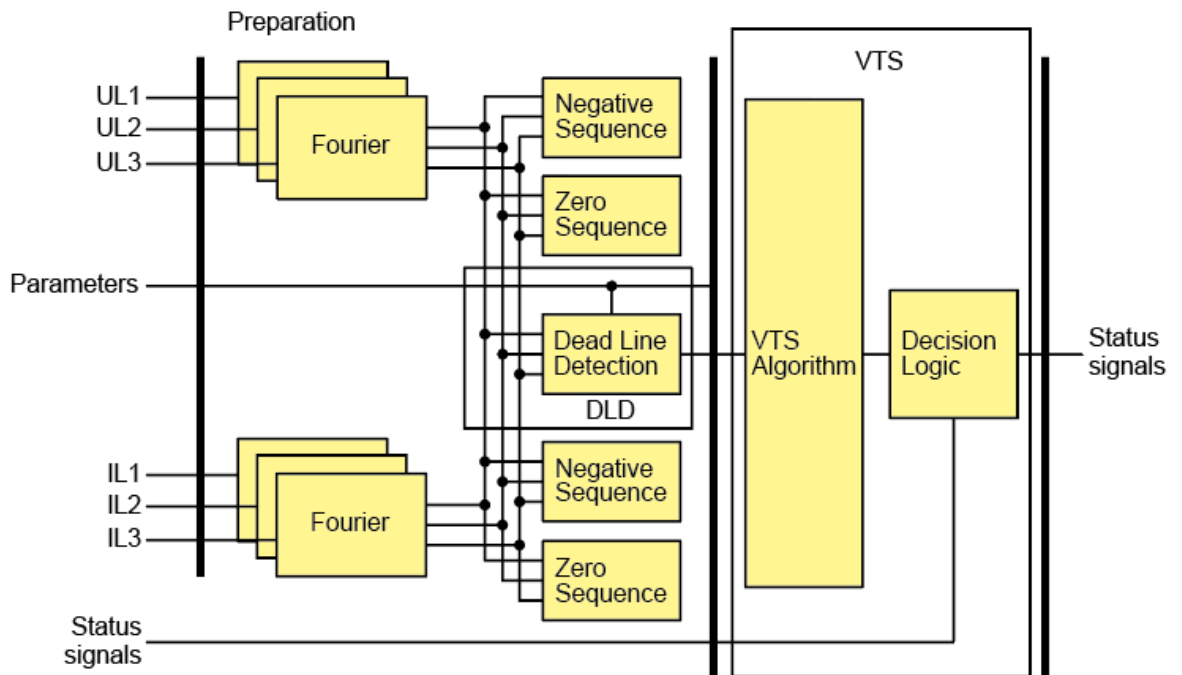 Preparation
VTS
UL1
UL2
UL3
Fourier
Negative
Sequence
Zero
Sequence
Parameters
Dead Line
Detection
DLD
VTS
Algorithm
Decision
Logic
Status
signals
IL1
IL2
IL3
Fourier
Negative
Sequence
Zero
Sequence
Status
signals